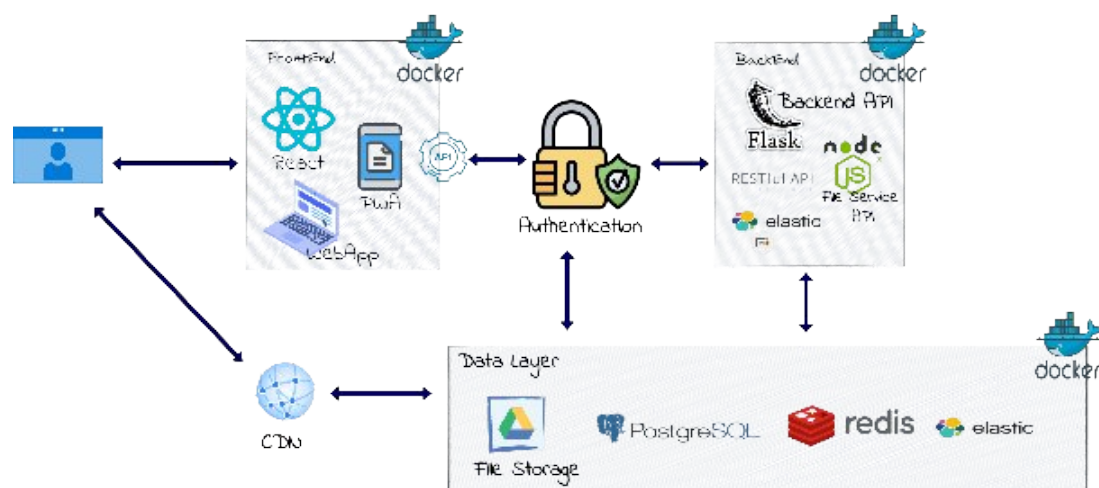 FrontEnd
docker
React
PWA
WebApp
API
Authentication
BackEnd
docker
Backend API
Flask
node
JS
RESTful API
File Service
API
elastic
Data Layer
docker
File Storage
PostgreSQL
redis
elastic
CDN